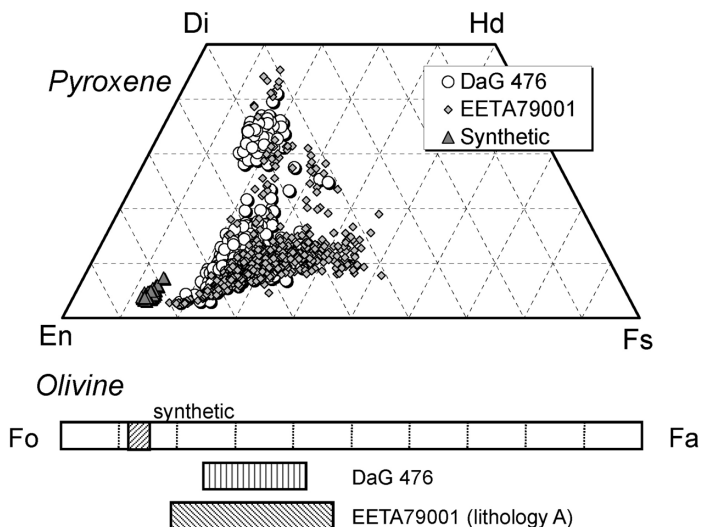 Di
Hd
Pyroxene
DaG 476
EETA79001
Synthetic
En
Fs
Olivine
synthetic
Fo
Fa
DaG 476
EETA79001 (lithology A)